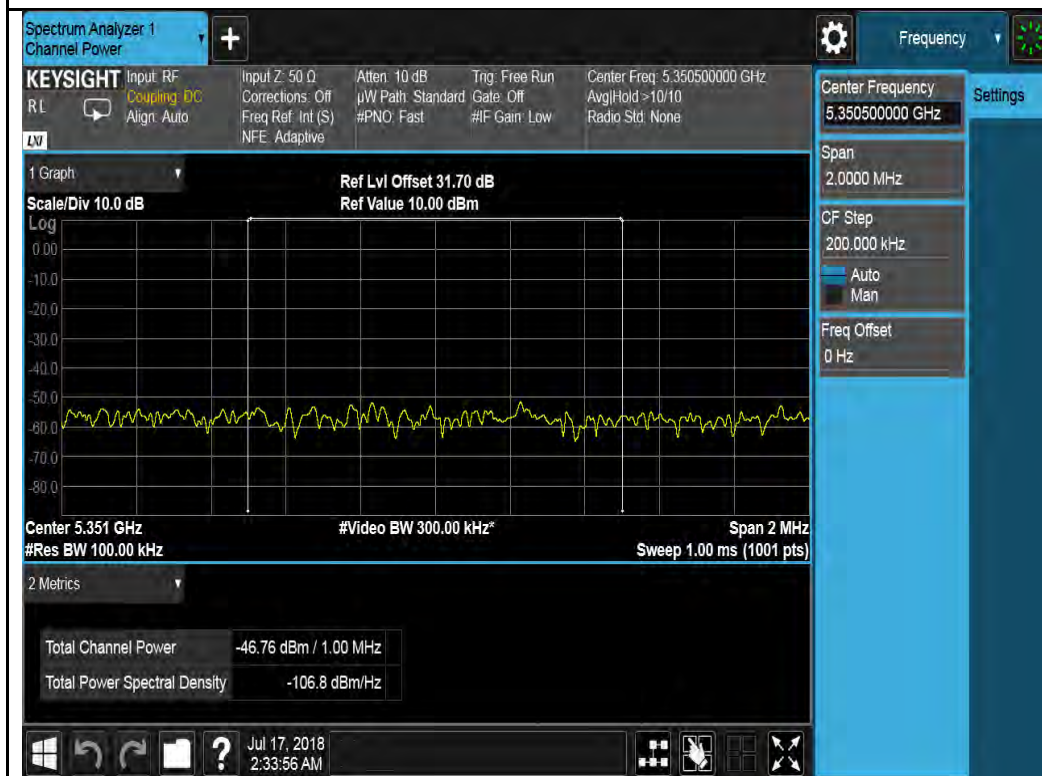 Spectrum Analyzer 1
Channel Power
+
Frequency
KEYSIGHT
RL
LXI
Input: RF
Coupling: DC
Align: Auto
Input Z: 50 Ω
Corrections: Off
Freq Ref: Int (S)
NFE: Adaptive
Atten: 10 dB
µW Path: Standard
#PNO: Fast
Trig: Free Run
Gate: Off
#IF Gain: Low
Center Freq: 5.350500000 GHz
Avg|Hold >10/10
Radio Std: None
Center Frequency
5.350500000 GHz
Settings
Span
2.0000 MHz
CF Step
200.000 kHz
Auto
Man
Freq Offset
0 Hz
1 Graph
Scale/Div 10.0 dB
Ref Lvl Offset 31.70 dB
Ref Value 10.00 dBm
Log
0.00
-10.0
-20.0
-30.0
-40.0
-50.0
-60.0
-70.0
-80.0
Center 5.351 GHz
#Res BW 100.00 kHz
#Video BW 300.00 kHz*
Span 2 MHz
Sweep 1.00 ms (1001 pts)
2 Metrics
Total Channel Power -46.76 dBm / 1.00 MHz
Total Power Spectral Density -106.8 dBm/Hz
?
Jul 17, 2018
2:33:56 AM